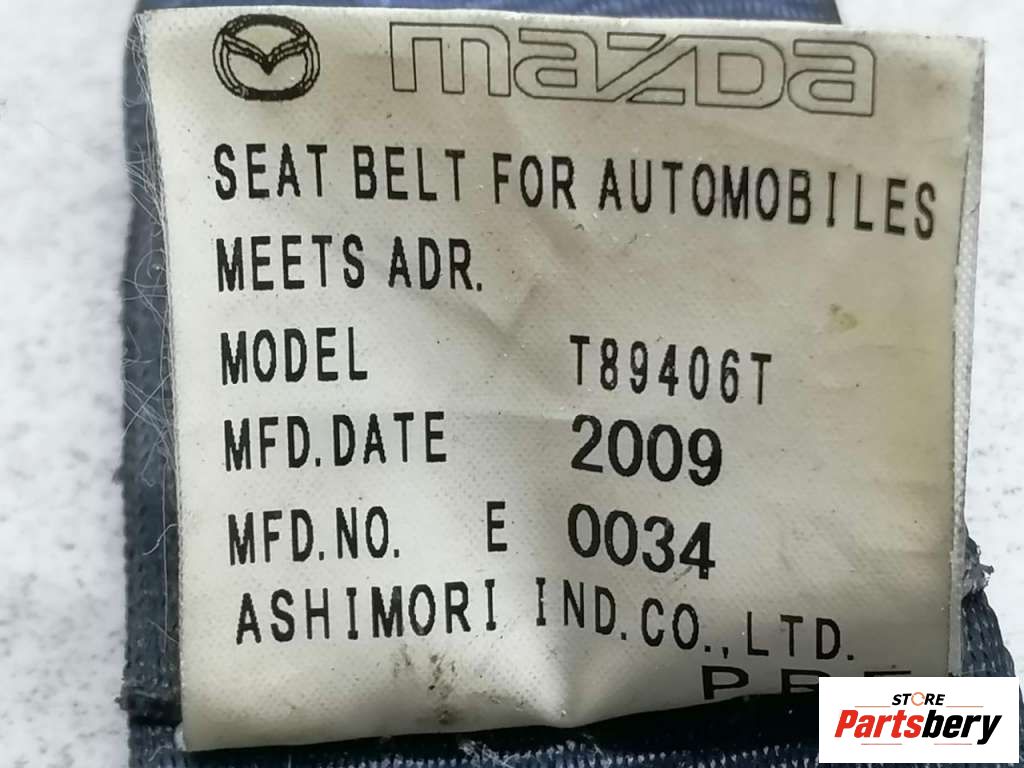 mazda
SEAT BELT FOR AUTOMOBILES
MEETS ADR.
MODEL T89406T
MFD.DATE 2009
MFD.NO. E 0034
ASHIMORI IND.CO.,LTD.
STORE
Partsbery